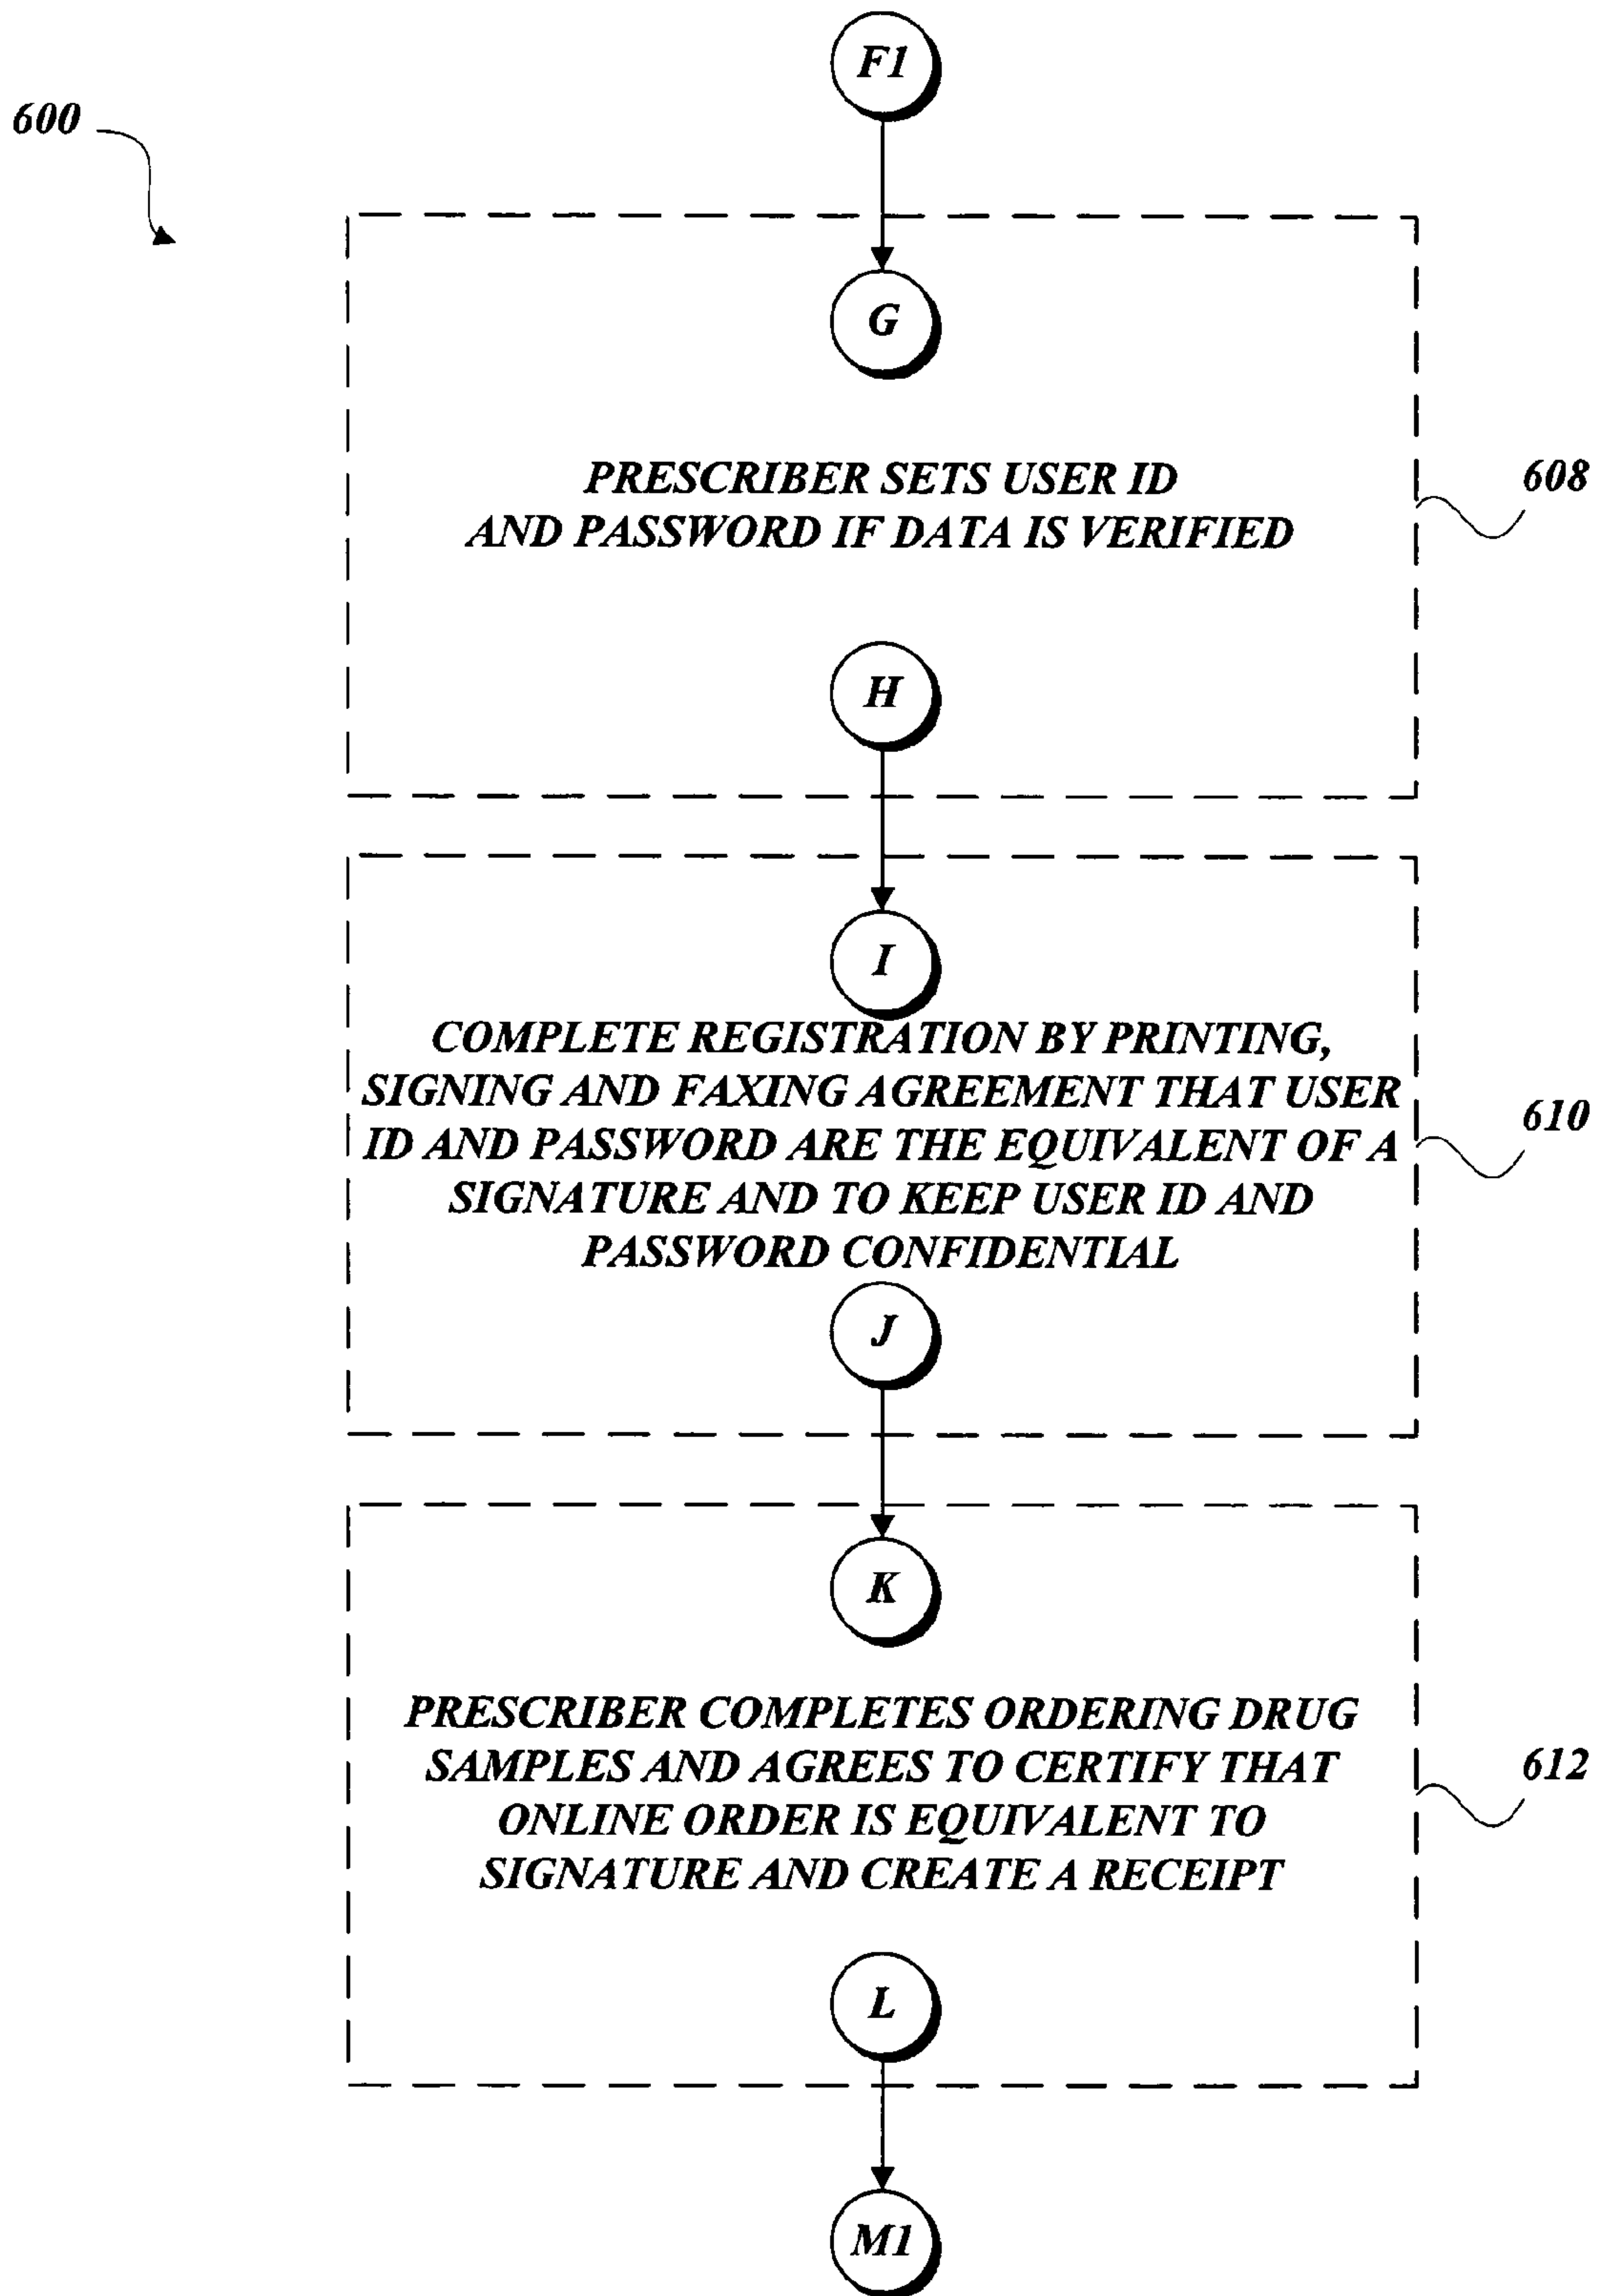 F1
600
G
PRESCRIBER SETS USER ID
AND PASSWORD IF DATA IS VERIFIED
608
H
I
COMPLETE REGISTRATION BY PRINTING,
SIGNING AND FAXING AGREEMENT THAT USER
ID AND PASSWORD ARE THE EQUIVALENT OF A
SIGNATURE AND TO KEEP USER ID AND
PASSWORD CONFIDENTIAL
610
J
K
PRESCRIBER COMPLETES ORDERING DRUG
SAMPLES AND AGREES TO CERTIFY THAT
ONLINE ORDER IS EQUIVALENT TO
SIGNATURE AND CREATE A RECEIPT
612
L
M1